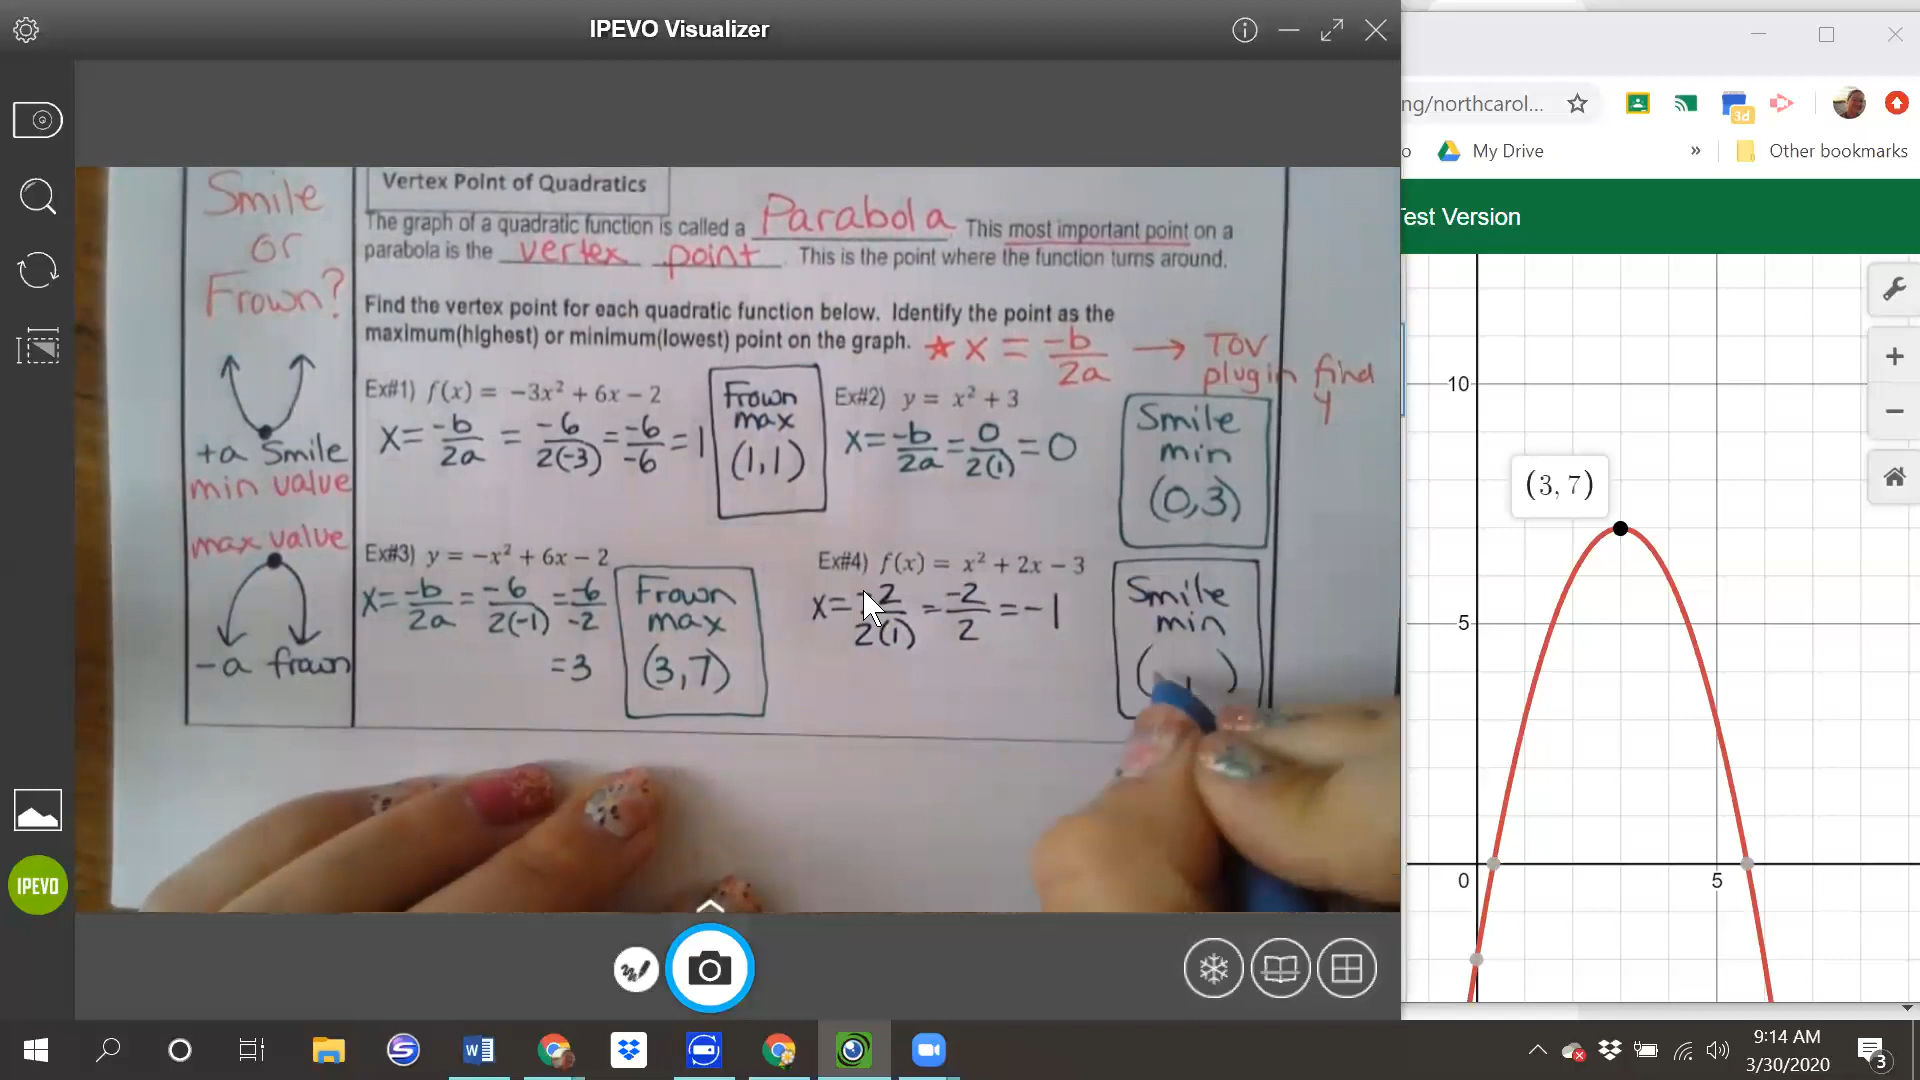 IPEVO Visualizer
ng/northcarol...
3d
o
My Drive
»
Other bookmarks
Test Version
Smile
or
Frown?
+a Smile
min value
max value
-a frown
Vertex Point of Quadratics
The graph of a quadratic function is called a Parabola. This most important point on a
parabola is the vertex point. This is the point where the function turns around.
Find the vertex point for each quadratic function below. Identify the point as the
maximum(highest) or minimum(lowest) point on the graph. ★ x = -b/2a → TOV
plug in find
y
Ex#1) f(x) = −3x² + 6x − 2
x = -b/2a = -6/2(-3) = -6/-6 = 1
Frown
max
(1,1)
Ex#2) y = x² + 3
x = -b/2a = 0/2(1) = 0
Smile
min
(0,3)
Ex#3) y = −x² + 6x − 2
x = -b/2a = -6/2(-1) = -6/-2
= 3
Frown
max
(3,7)
Ex#4) f(x) = x² + 2x − 3
x = -2/2(1) = -2/2 = -1
Smile
min
( , )
10
(3, 7)
5
0
5
IPEVO
9:14 AM
3/30/2020
3